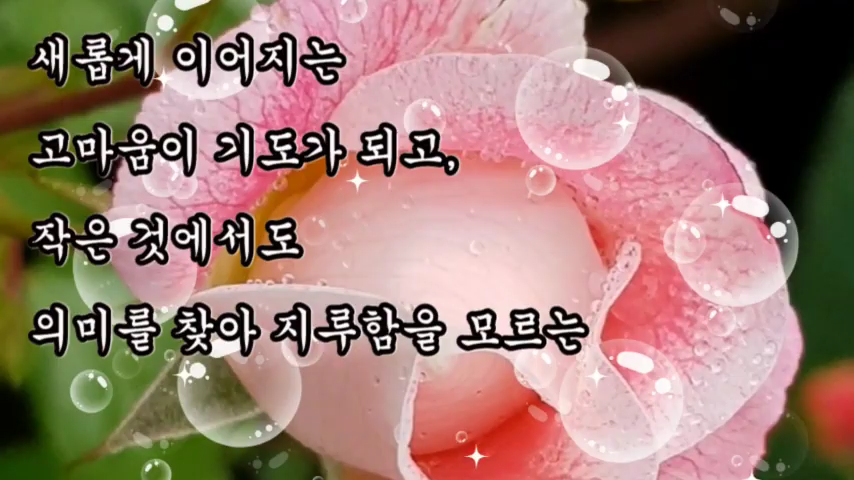 새롭게 이어지는
고마움이 기도가 되고,
작은 것에서도
의미를 찾아 지루함을 모르는